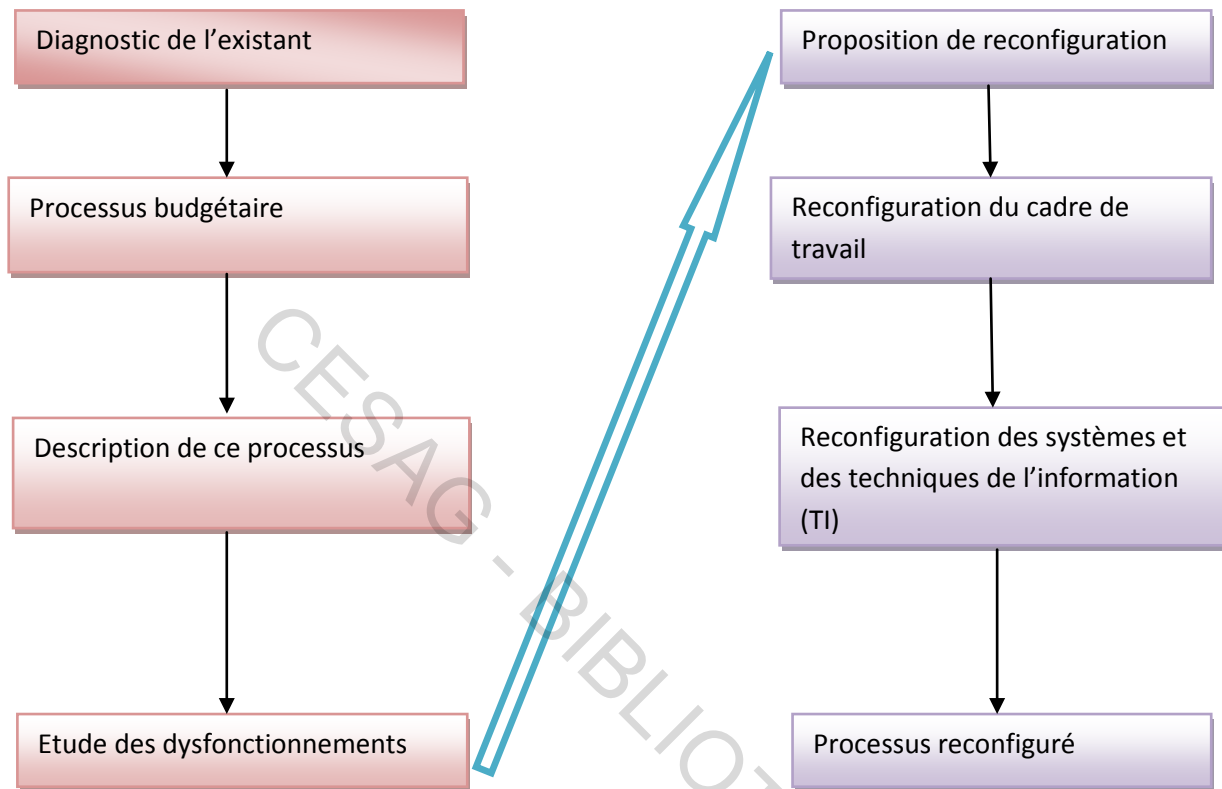 Diagnostic de l’existant
Processus budgétaire
Description de ce processus
Etude des dysfonctionnements
Proposition de reconfiguration
Reconfiguration du cadre de
travail
Reconfiguration des systèmes et
des techniques de l’information
(TI)
Processus reconfiguré
CESAG - BIBLIOT